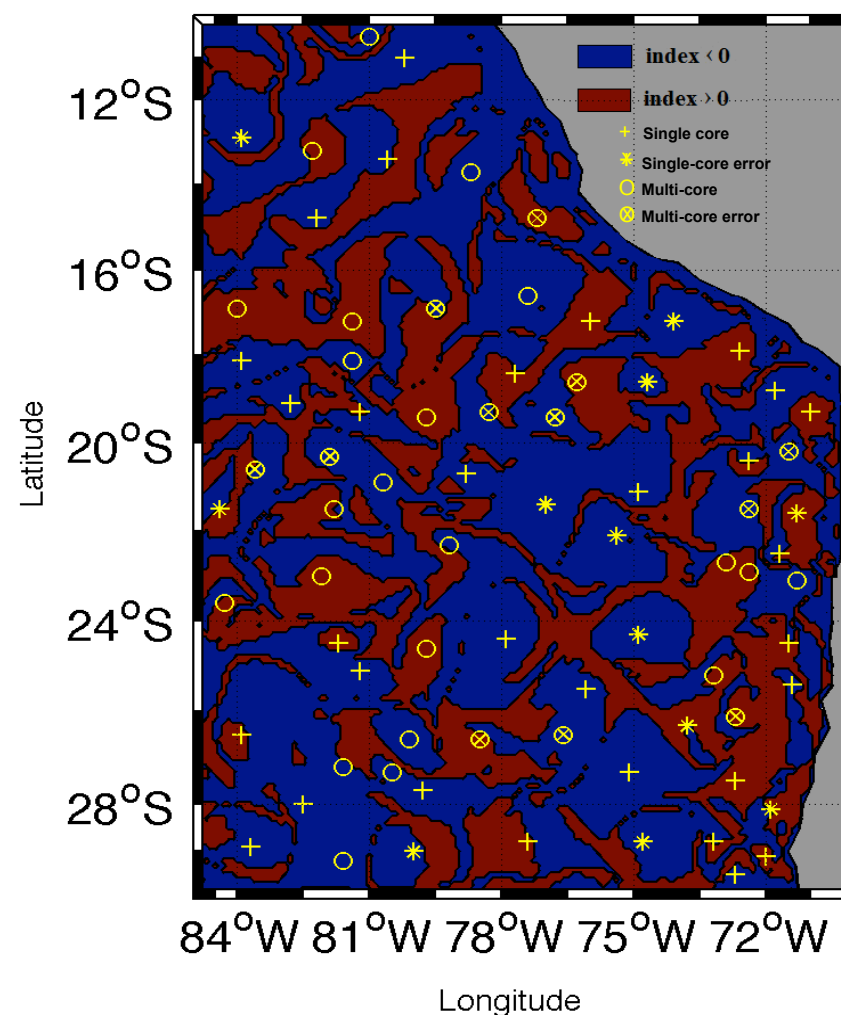 index < 0
index > 0
Single core
Single-core error
Multi-core
Multi-core error
12°S
16°S
20°S
24°S
28°S
Latitude
84°W 81°W 78°W 75°W 72°W
Longitude